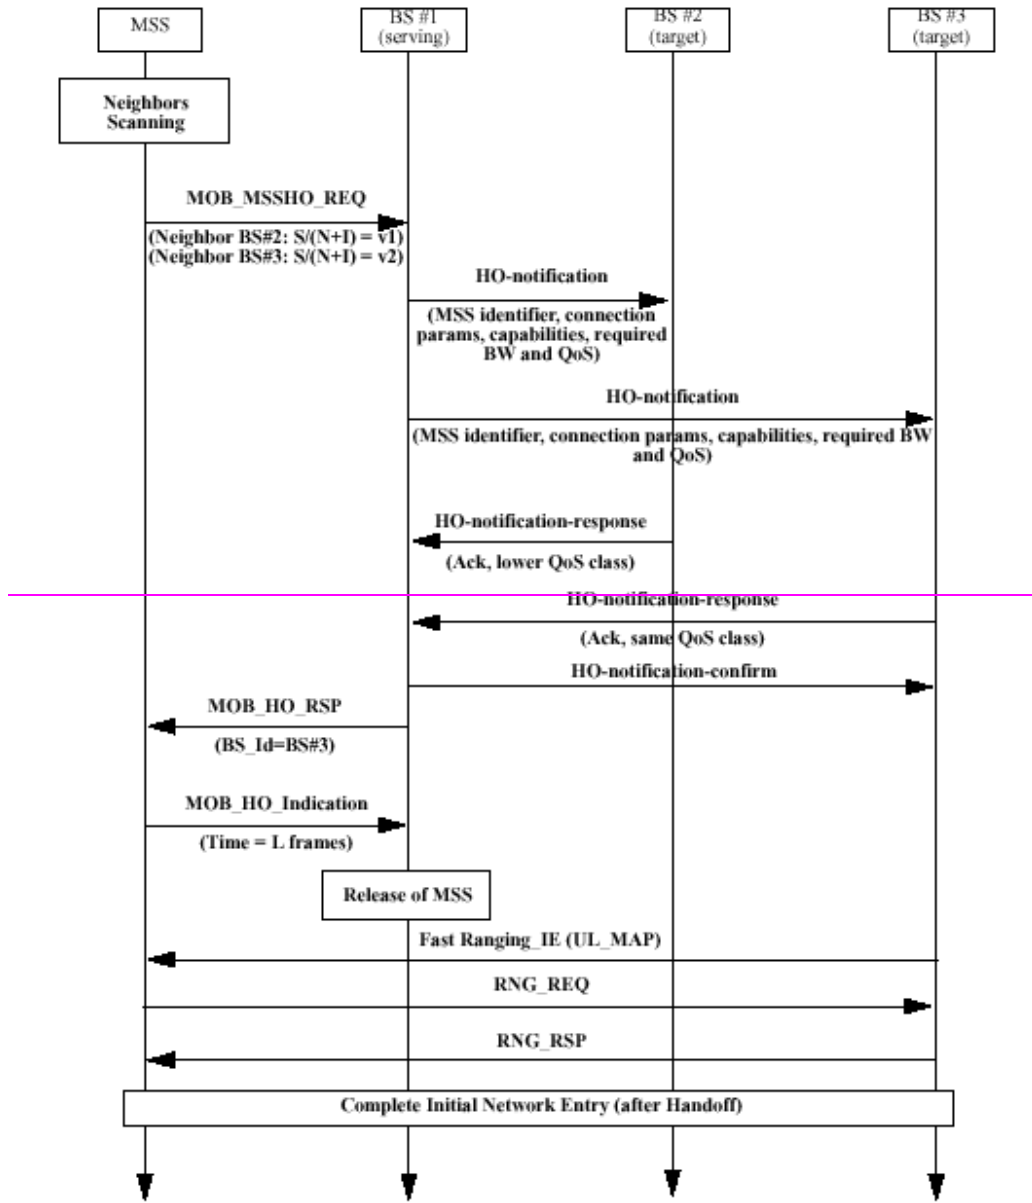 MSS
BS #1
(serving)
BS #2
(target)
BS #3
(target)
Neighbors
Scanning
MOB_MSSHO_REQ
(Neighbor BS#2: S/(N+I) = v1)
(Neighbor BS#3: S/(N+I) = v2)
HO-notification
(MSS identifier, connection
params, capabilities, required
BW and QoS)
HO-notification
(MSS identifier, connection params, capabilities, required BW
and QoS)
HO-notification-response
(Ack, lower QoS class)
HO-notification-response
(Ack, same QoS class)
HO-notification-confirm
MOB_HO_RSP
(BS_Id=BS#3)
MOB_HO_Indication
(Time = L frames)
Release of MSS
Fast Ranging_IE (UL_MAP)
RNG_REQ
RNG_RSP
Complete Initial Network Entry (after Handoff)